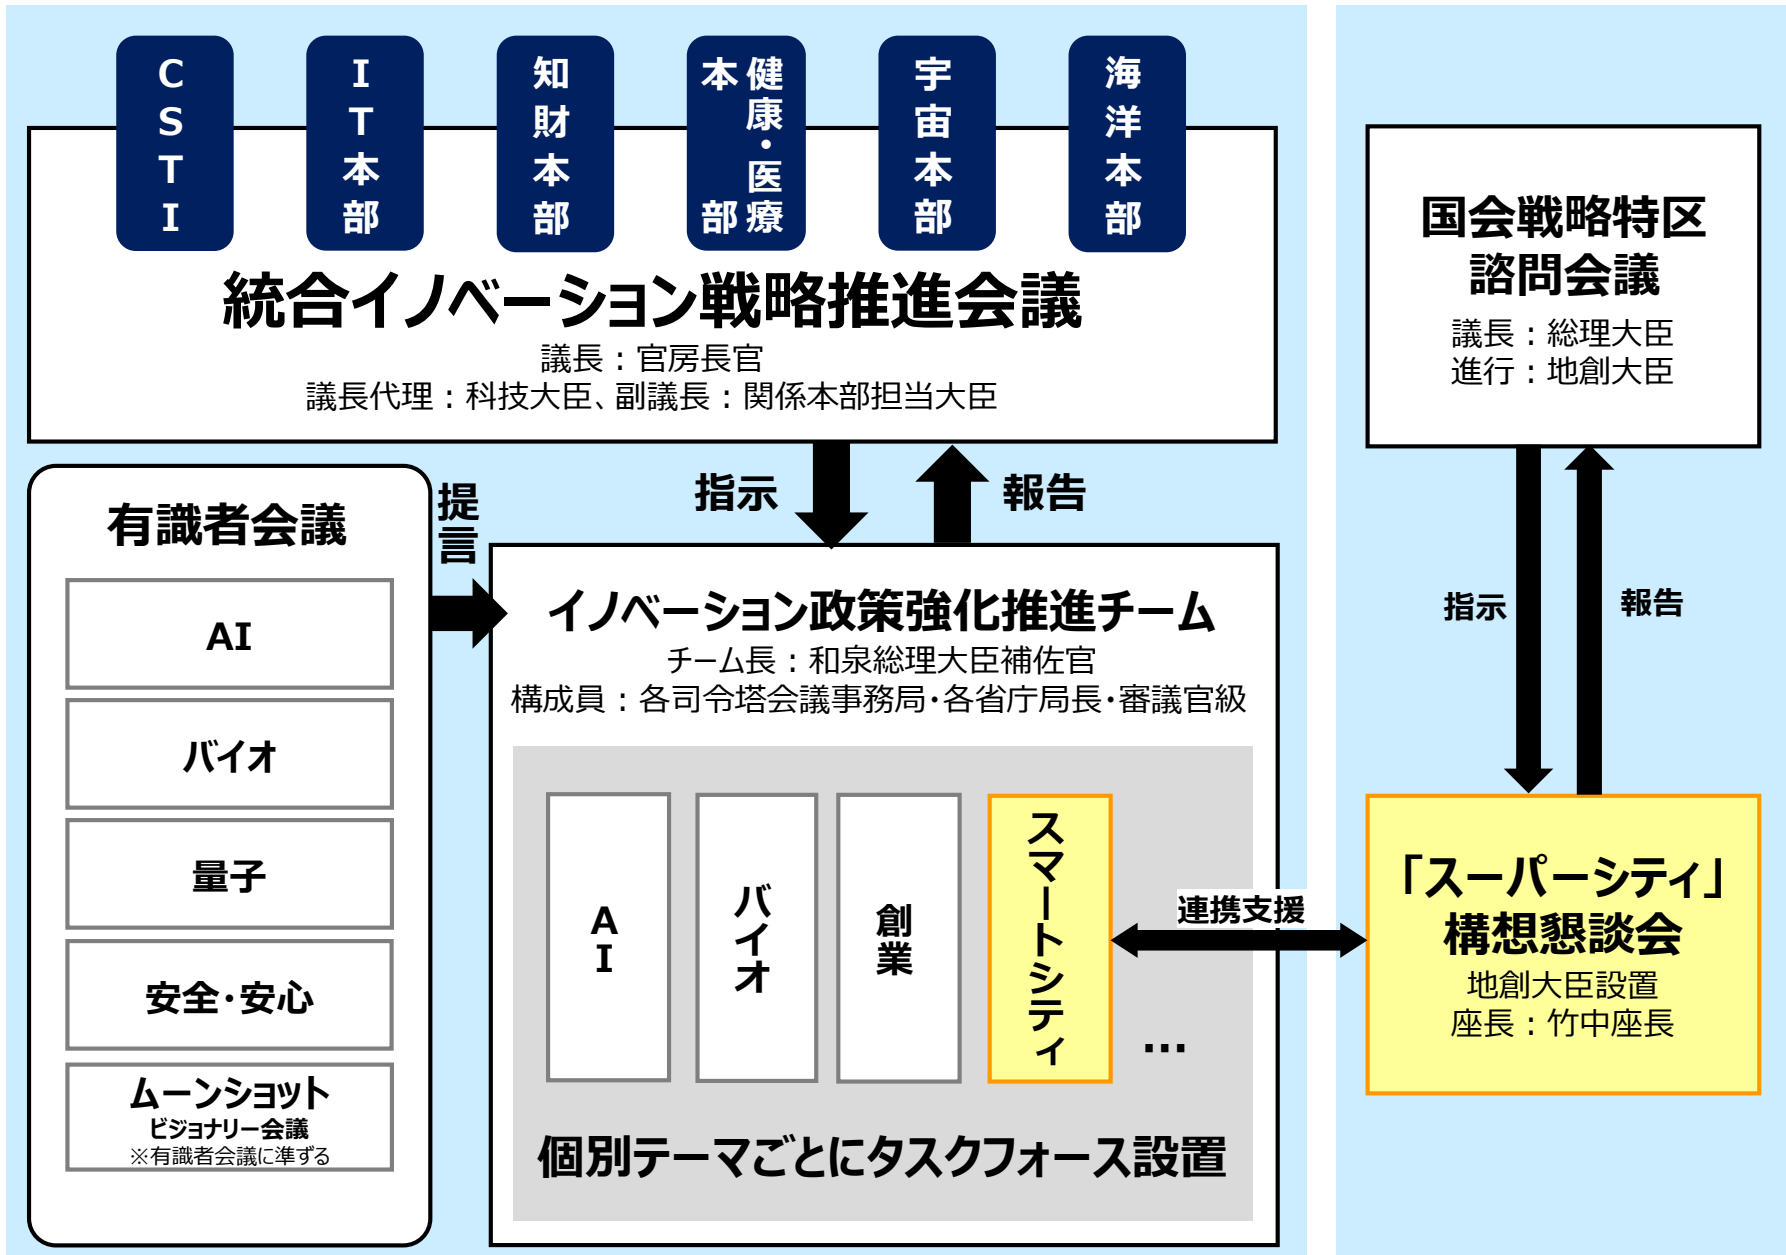 CSTI
IT本部
知財本部
健康・医療
本部
宇宙本部
海洋本部
統合イノベーション戦略推進会議
議長：官房長官
議長代理：科技大臣、副議長：関係本部担当大臣
指示
報告
有識者会議
AI
バイオ
量子
安全・安心
ムーンショット
ビジョナリー会議
※有識者会議に準ずる
提言
イノベーション政策強化推進チーム
チーム長：和泉総理大臣補佐官
構成員：各司令塔会議事務局・各省庁局長・審議官級
AI
バイオ
創業
スマートシティ
…
個別テーマごとにタスクフォース設置
連携支援
国会戦略特区
諮問会議
議長：総理大臣
進行：地創大臣
指示
報告
「スーパーシティ」
構想懇談会
地創大臣設置
座長：竹中座長